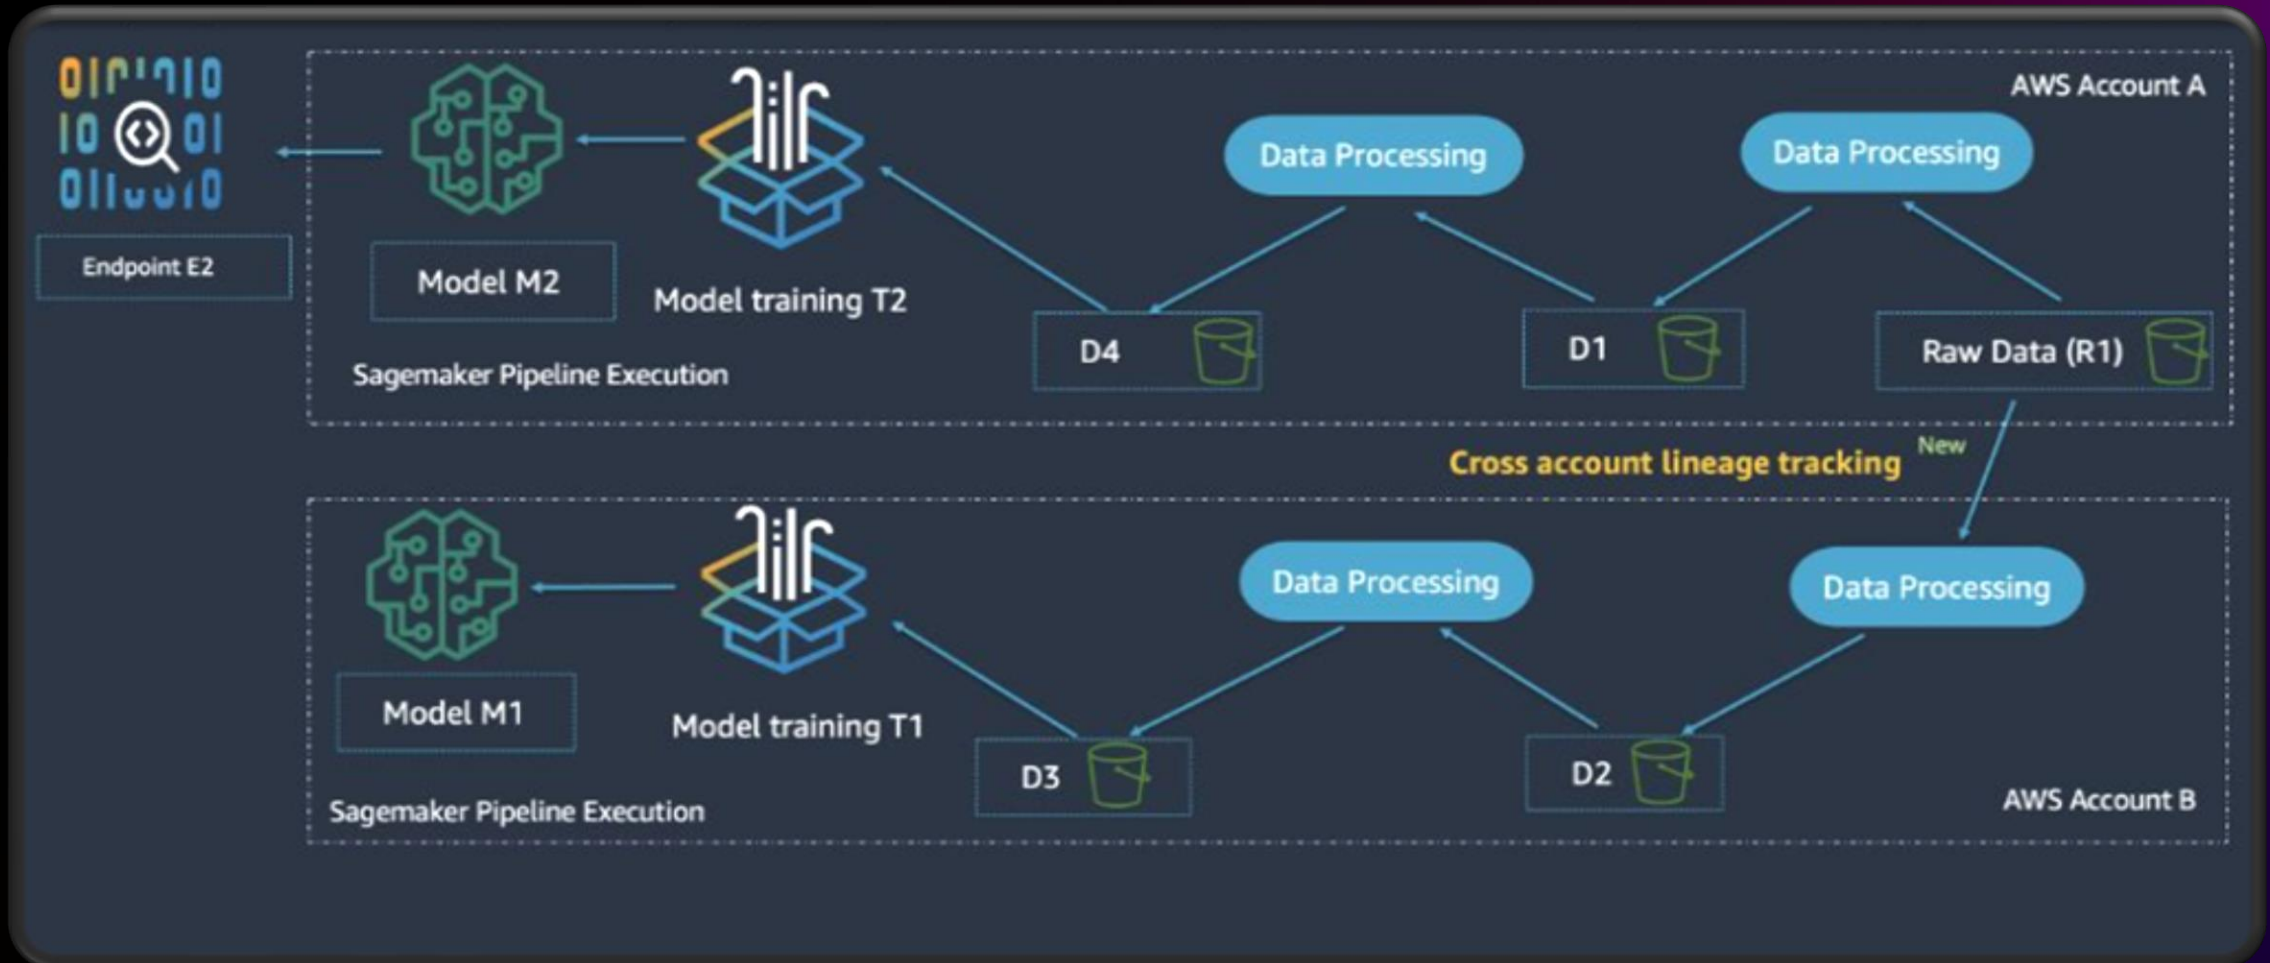 AWS Account A
Data Processing
Data Processing
Endpoint E2
Model M2
Model training T2
D4
D1
Raw Data (R1)
Sagemaker Pipeline Execution
Cross account lineage tracking New
Data Processing
Data Processing
Model M1
Model training T1
D3
D2
Sagemaker Pipeline Execution
AWS Account B